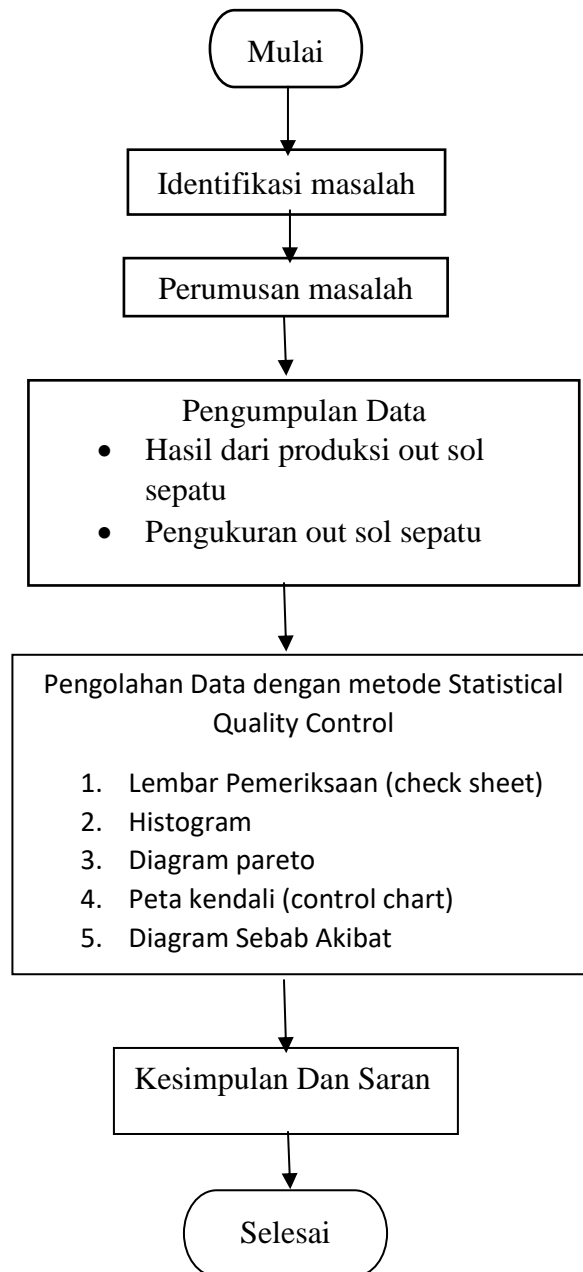 Mulai
Identifikasi masalah
Perumusan masalah
Pengumpulan Data
• Hasil dari produksi out sol
sepatu
• Pengukuran out sol sepatu
Pengolahan Data dengan metode Statistical
Quality Control
1. Lembar Pemeriksaan (check sheet)
2. Histogram
3. Diagram pareto
4. Peta kendali (control chart)
5. Diagram Sebab Akibat
Kesimpulan Dan Saran
Selesai